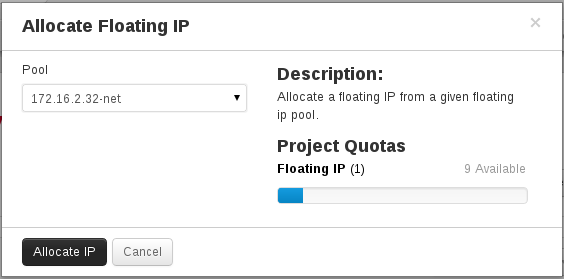 Allocate Floating IP
×
Pool
172.16.2.32-net
Description:
Allocate a floating IP from a given floating
ip pool.
Project Quotas
Floating IP (1)
9 Available
Allocate IP
Cancel